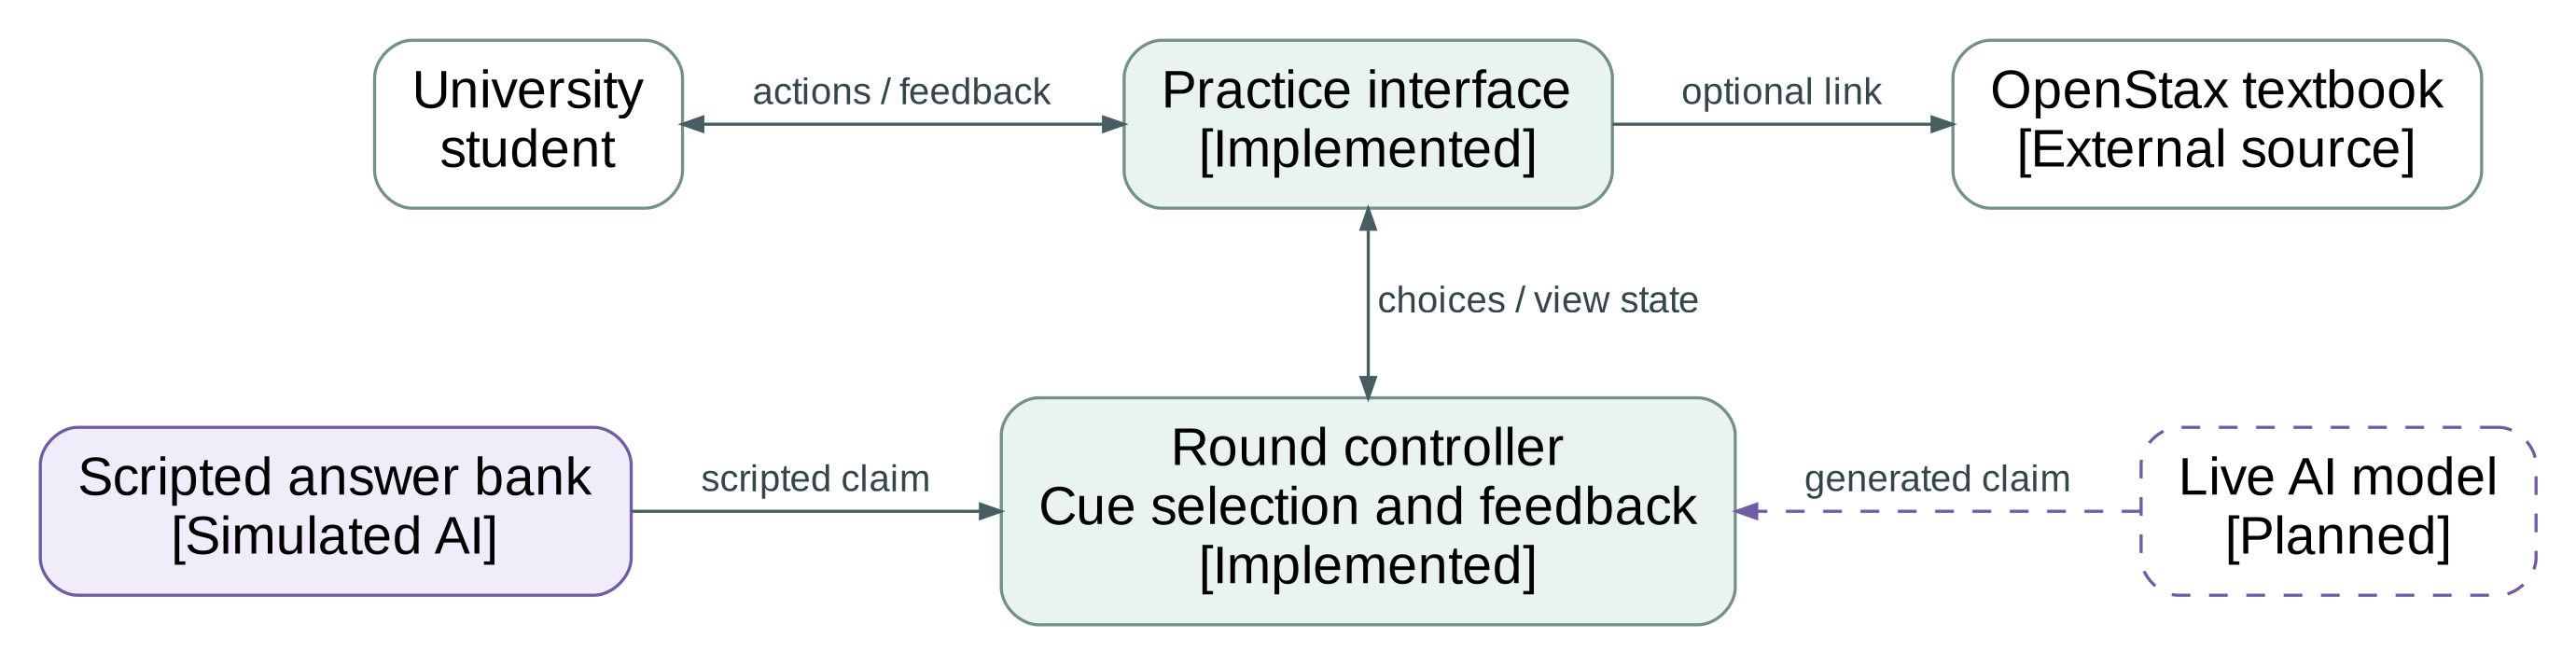 University
student
actions / feedback
Practice interface
[Implemented]
optional link
OpenStax textbook
[External source]
choices / view state
Scripted answer bank
[Simulated AI]
scripted claim
Round controller
Cue selection and feedback
[Implemented]
generated claim
Live AI model
[Planned]